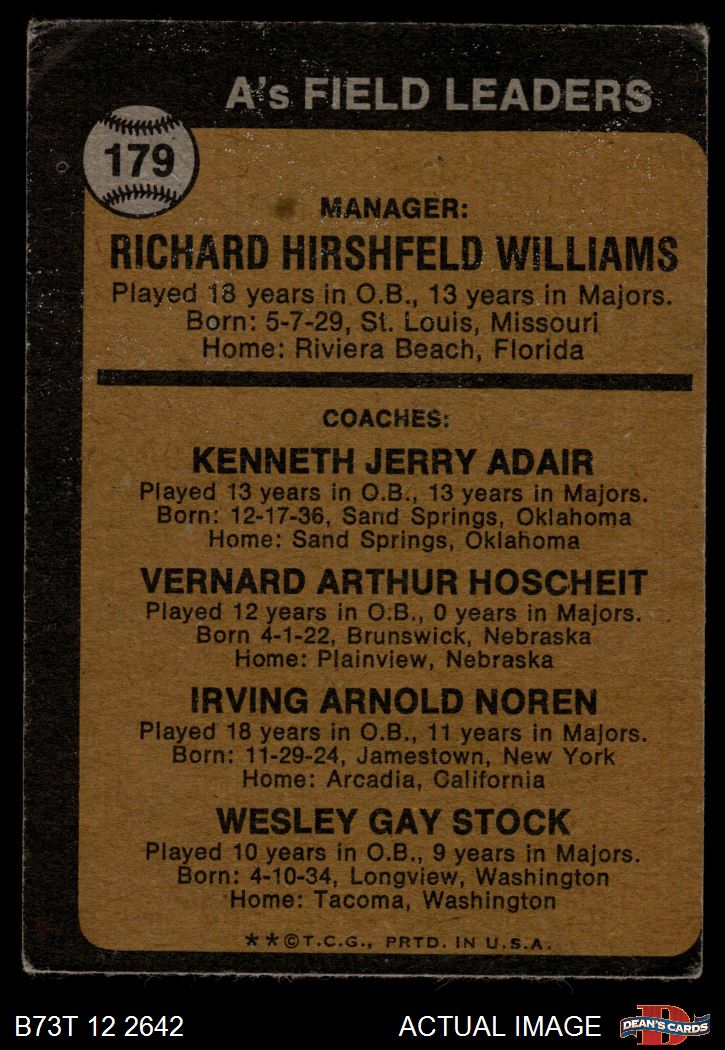 A's FIELD LEADERS
179
MANAGER:
RICHARD HIRSHFELD WILLIAMS
Played 18 years in O.B., 13 years in Majors.
Born: 5-7-29, St. Louis, Missouri
Home: Riviera Beach, Florida
COACHES:
KENNETH JERRY ADAIR
Played 13 years in O.B., 13 years in Majors.
Born: 12-17-36, Sand Springs, Oklahoma
Home: Sand Springs, Oklahoma
VERNARD ARTHUR HOSCHEIT
Played 12 years in O.B., 0 years in Majors.
Born 4-1-22, Brunswick, Nebraska
Home: Plainview, Nebraska
IRVING ARNOLD NOREN
Played 18 years in O.B., 11 years in Majors.
Born: 11-29-24, Jamestown, New York
Home: Arcadia, California
WESLEY GAY STOCK
Played 10 years in O.B., 9 years in Majors.
Born: 4-10-34, Longview, Washington
Home: Tacoma, Washington
**©T.C.G., PRTD. IN U.S.A.
B73T 12 2642
ACTUAL IMAGE
D
DEAN'S CARDS